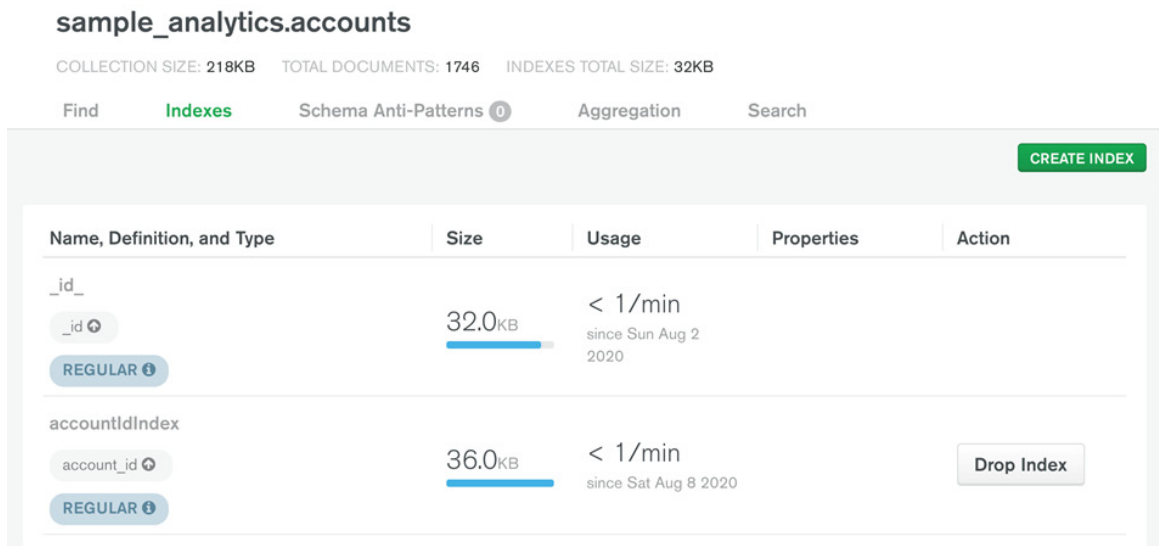 sample_analytics.accounts
COLLECTION SIZE: 218KB TOTAL DOCUMENTS: 1746 INDEXES TOTAL SIZE: 32KB
Find Indexes Schema Anti-Patterns 0 Aggregation Search
CREATE INDEX
Name, Definition, and Type Size Usage Properties Action
_id_
_id
REGULAR
32.0KB
< 1/min
since Sun Aug 2
2020
accountIdIndex
account_id
REGULAR
36.0KB
< 1/min
since Sat Aug 8 2020
Drop Index